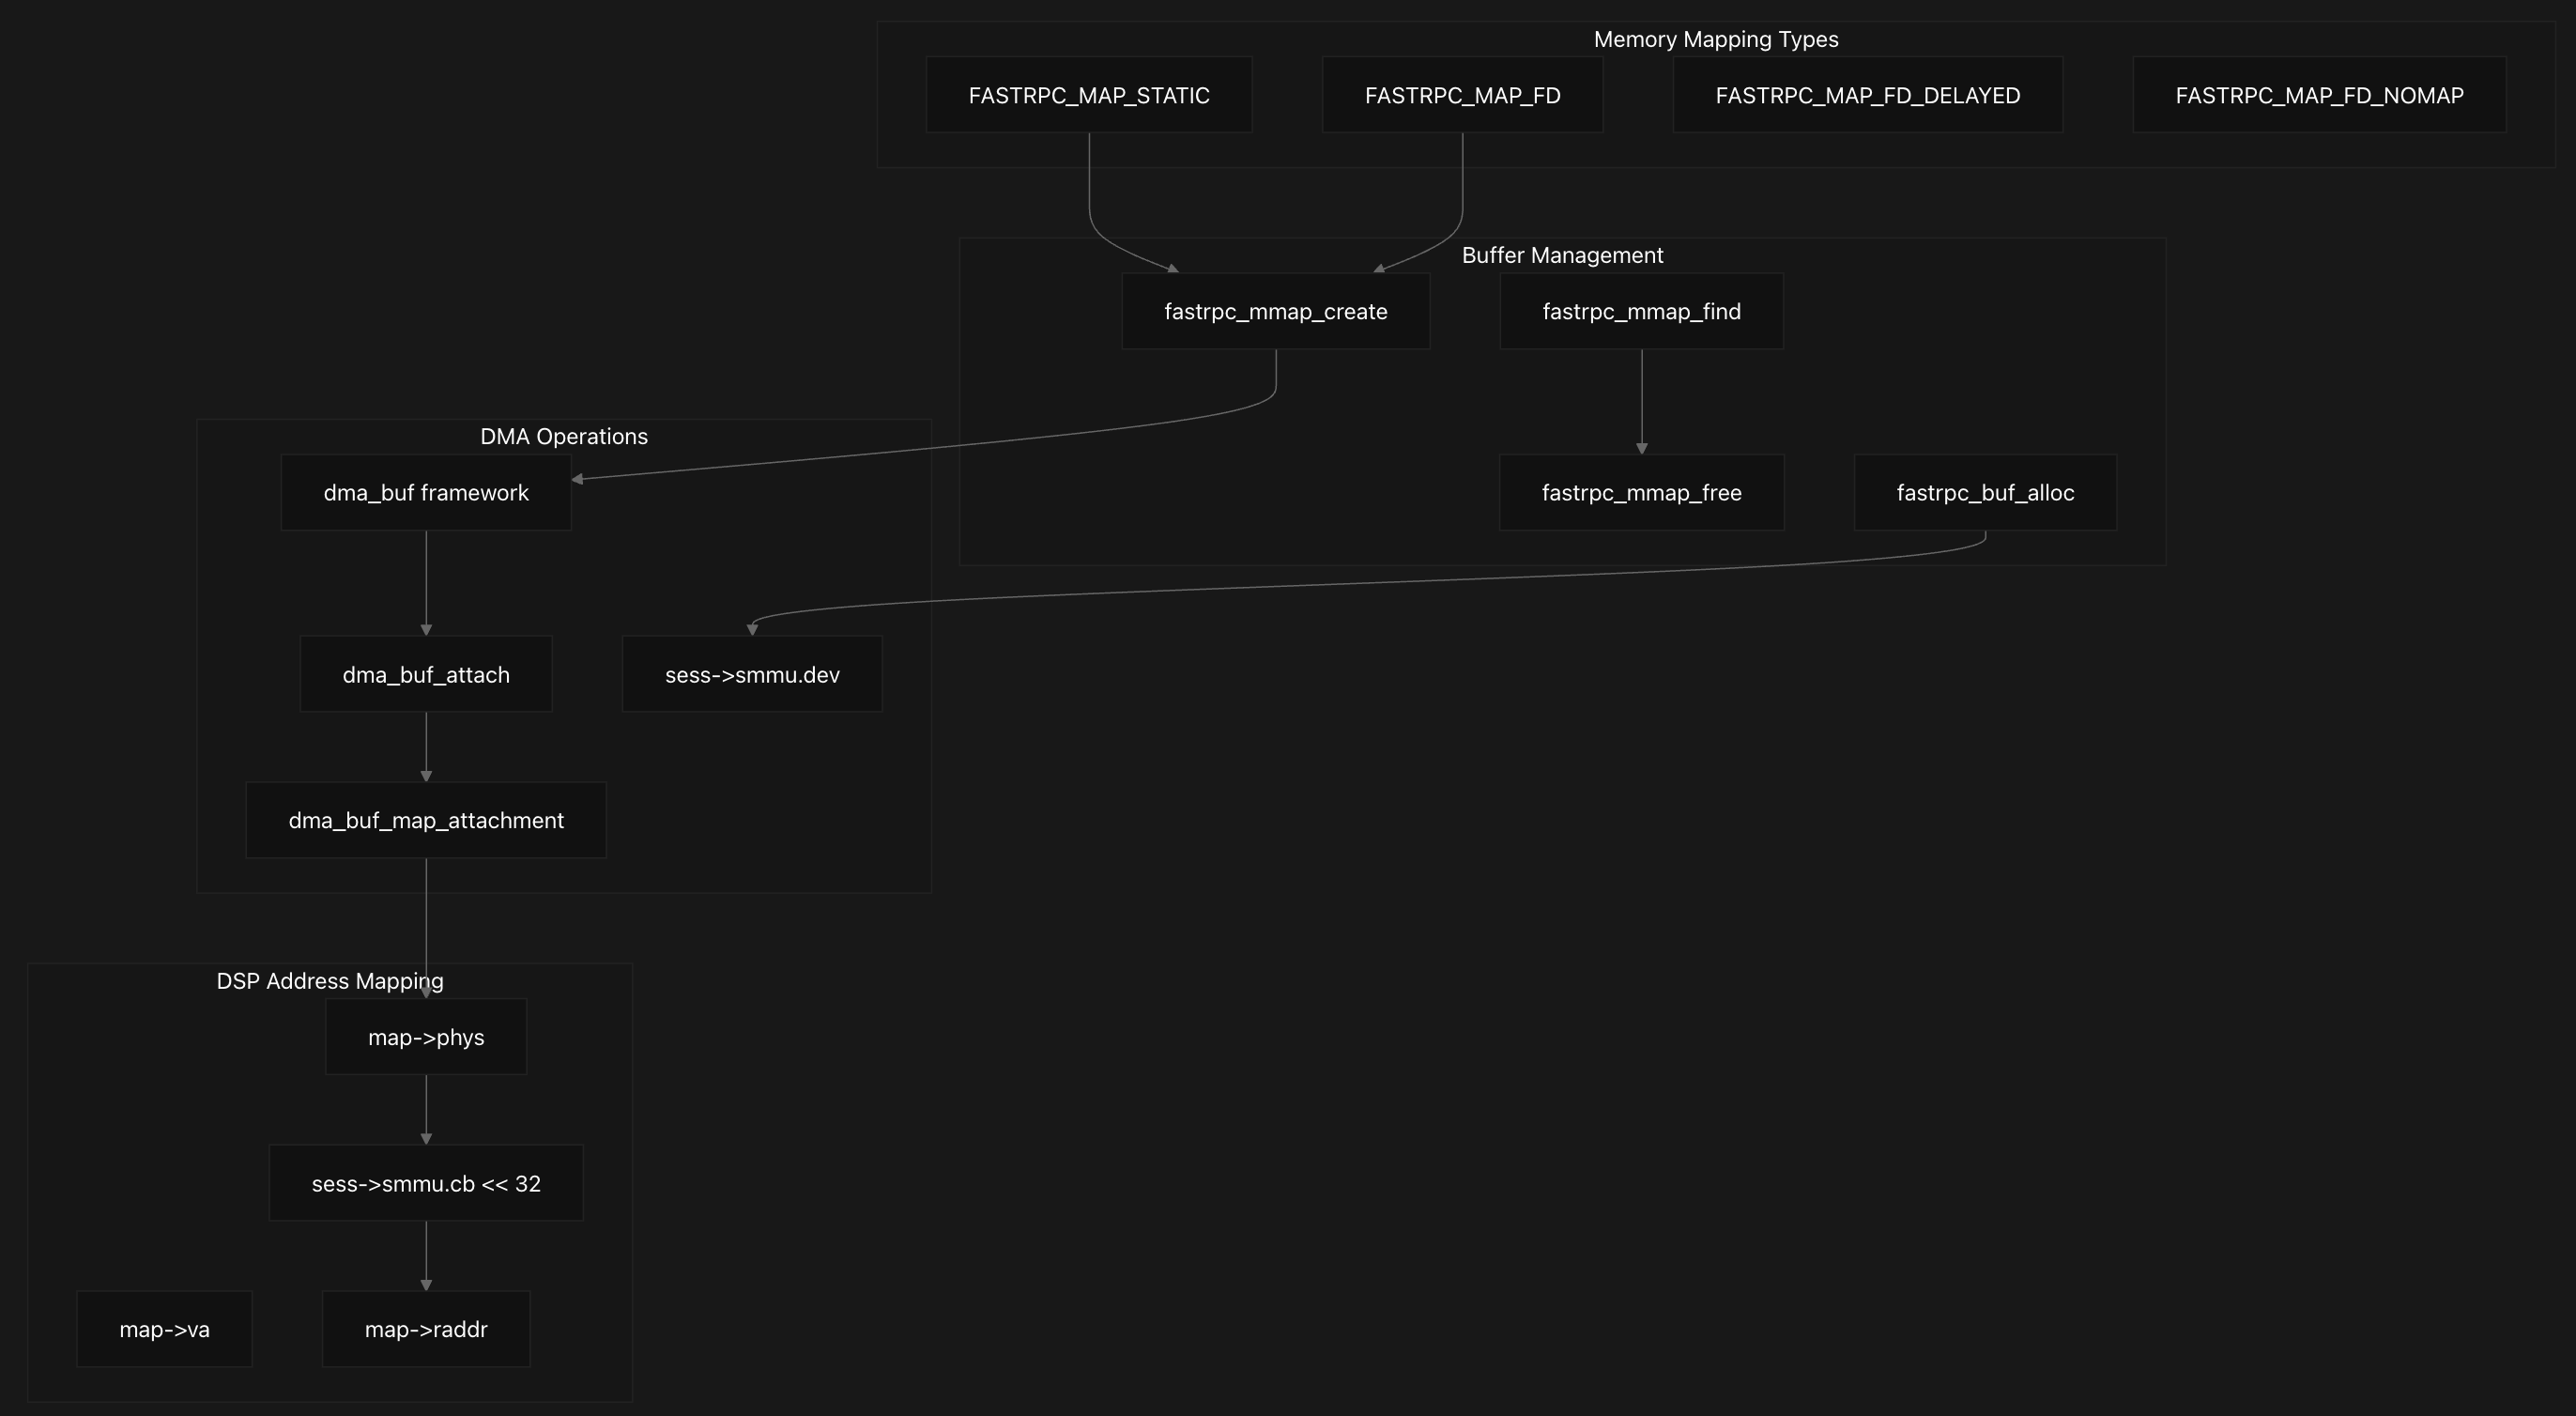 Memory Mapping Types
FASTRPC_MAP_STATIC
FASTRPC_MAP_FD
FASTRPC_MAP_FD_DELAYED
FASTRPC_MAP_FD_NOMAP
Buffer Management
fastrpc_mmap_create
fastrpc_mmap_find
fastrpc_mmap_free
fastrpc_buf_alloc
DMA Operations
dma_buf framework
dma_buf_attach
sess->smmu.dev
dma_buf_map_attachment
DSP Address Mapping
map->phys
sess->smmu.cb << 32
map->va
map->raddr